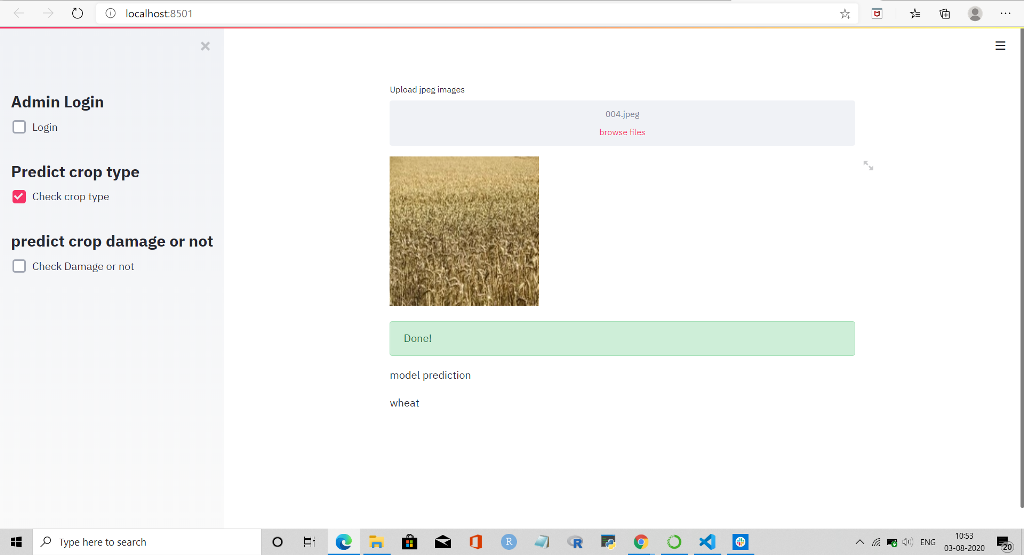 localhost:8501
Admin Login
Login
Predict crop type
Check crop type
predict crop damage or not
Check Damage or not
Upload jpeg images
004.jpeg
browse files
Done!
model prediction
wheat
Type here to search
R
R
ENG
10:53
03-08-2020
20